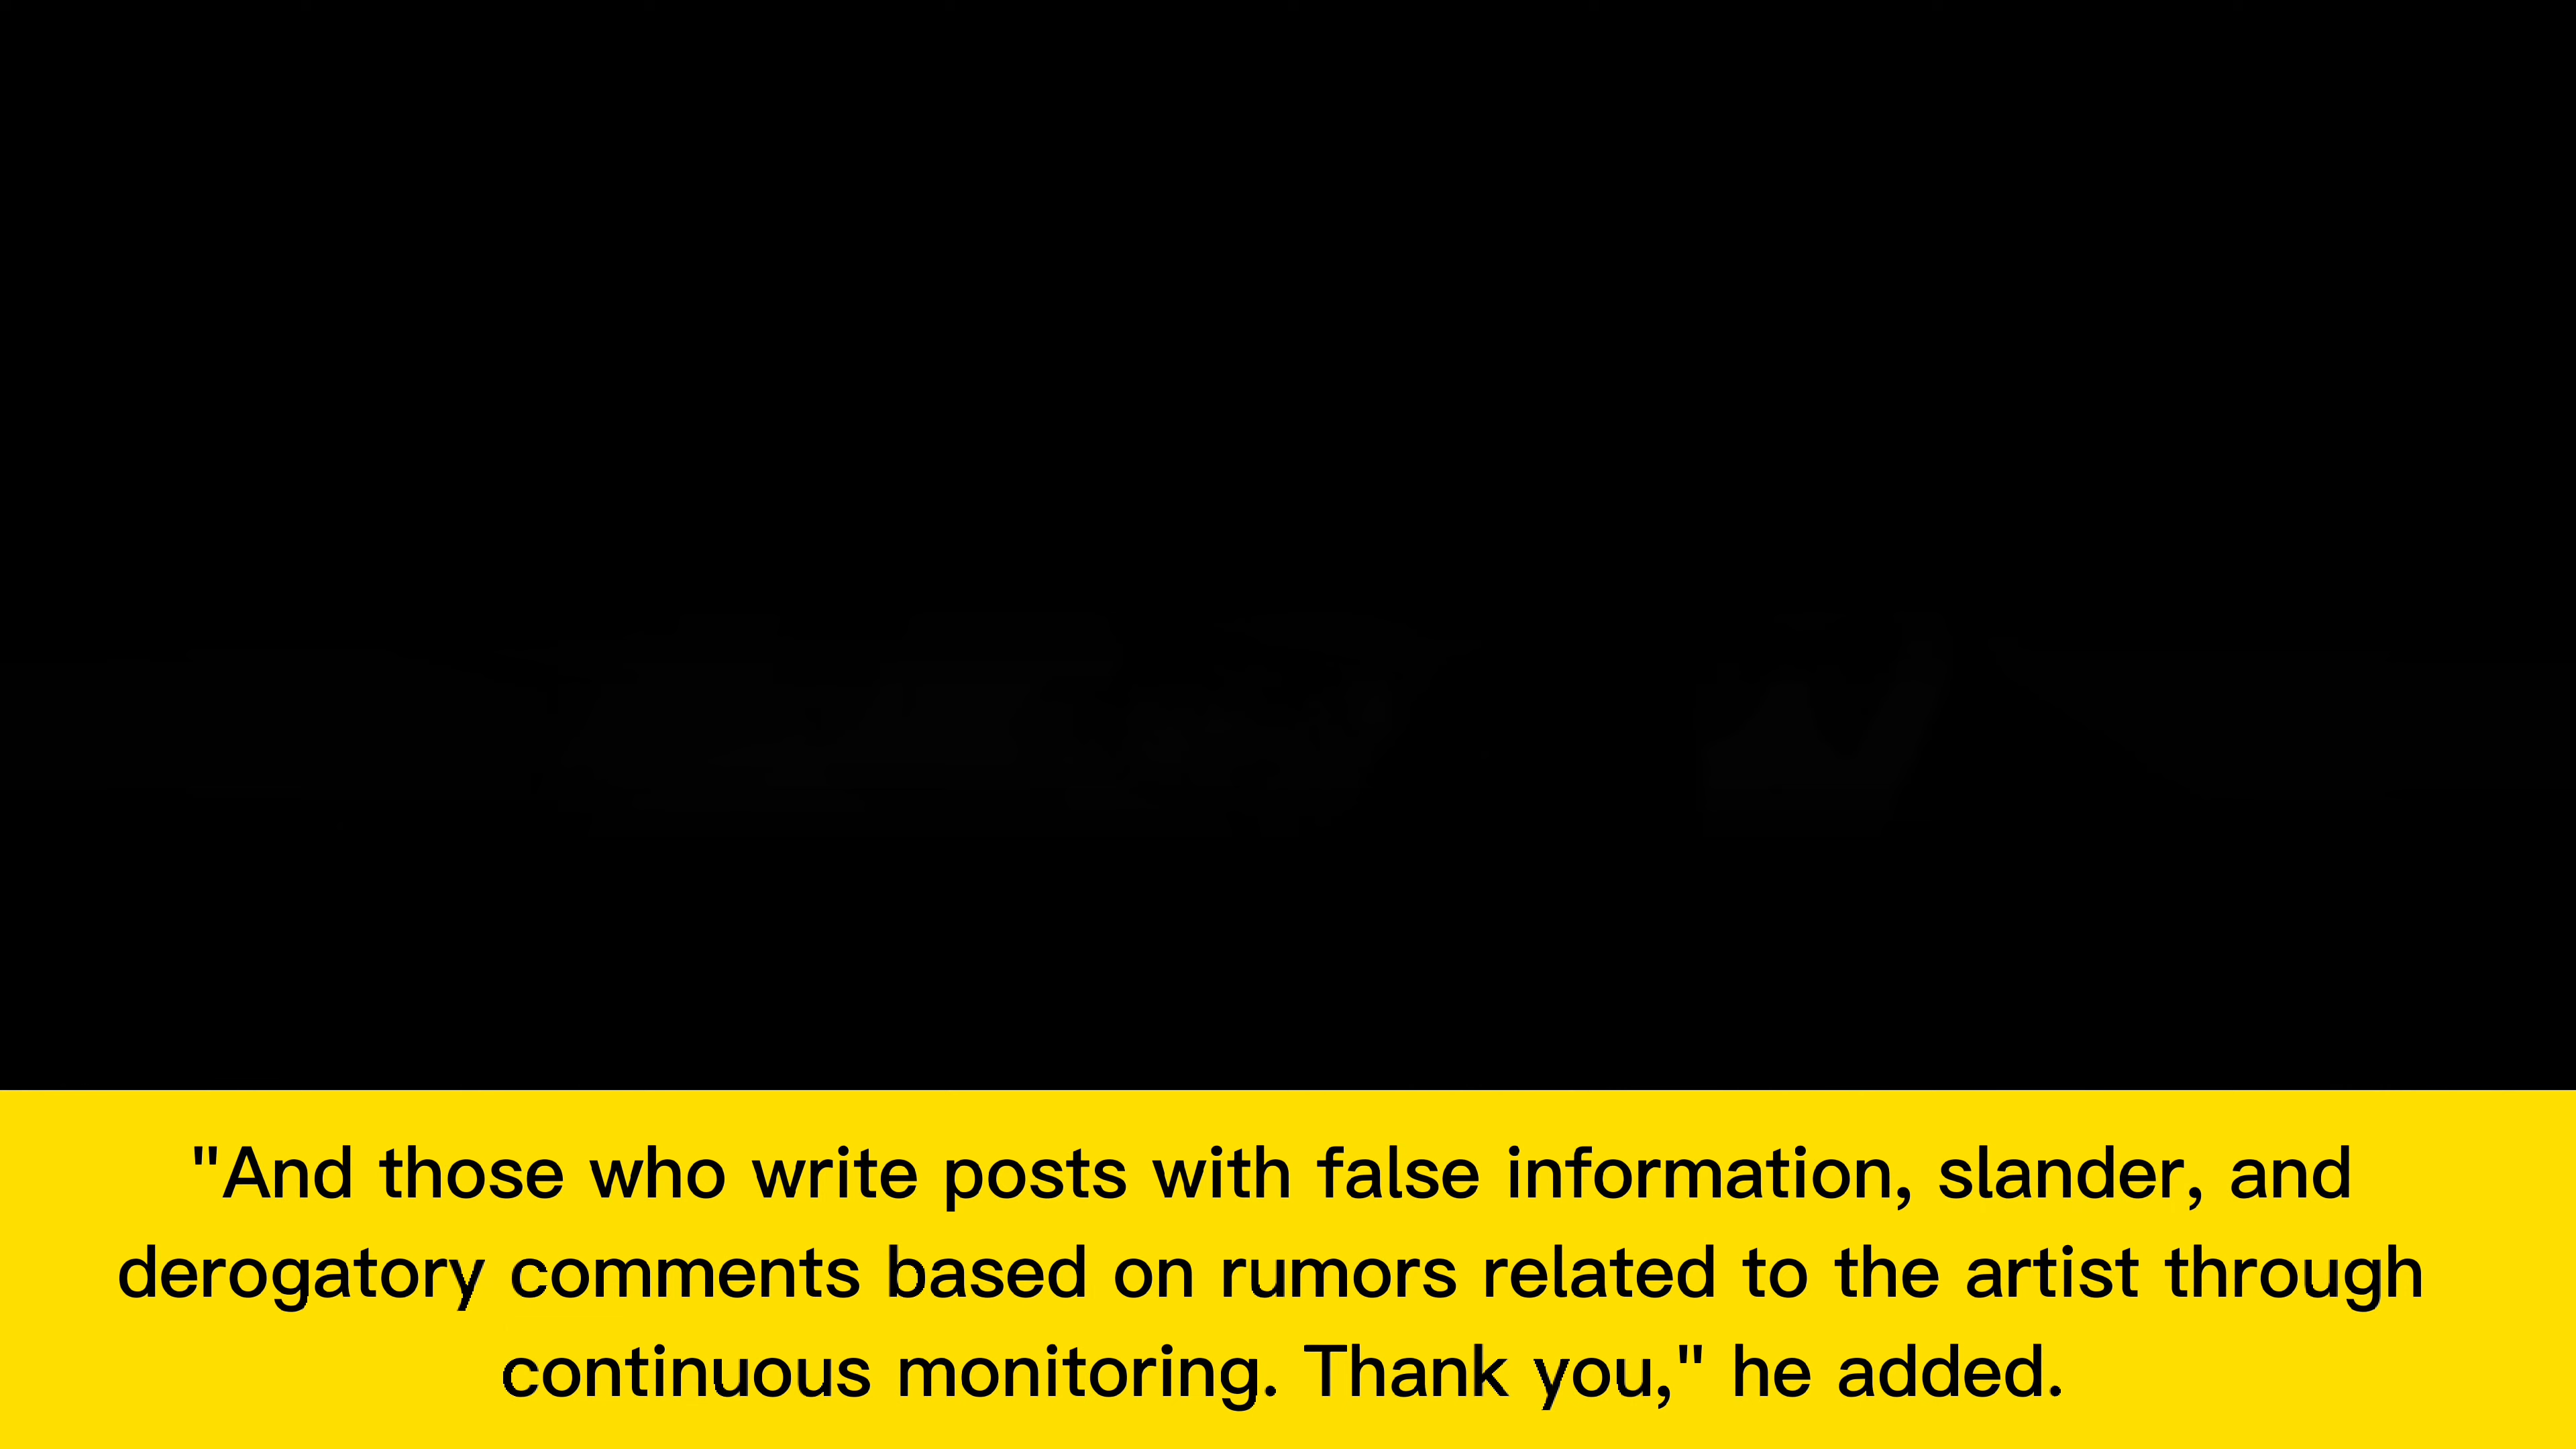 "And those who write posts with false information, slander, and
derogatory comments based on rumors related to the artist through
continuous monitoring. Thank you," he added.